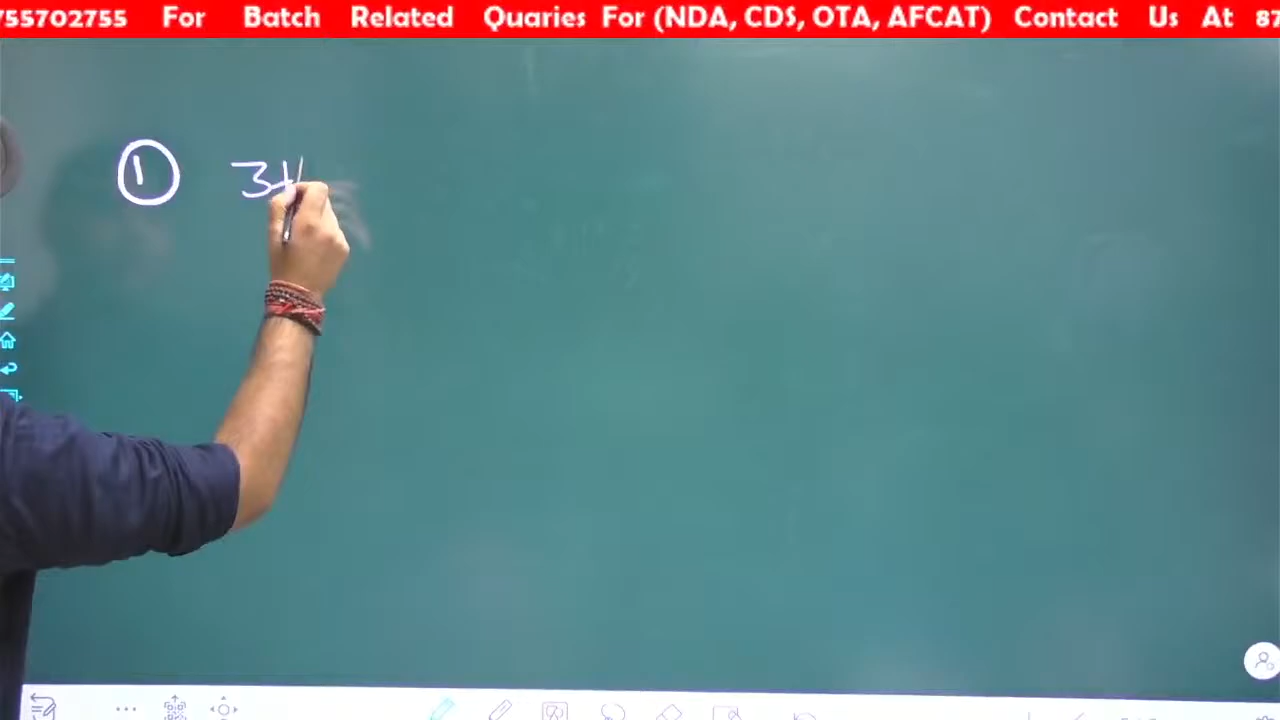 755702755 For Batch Related Quaries For (NDA, CDS, OTA, AFCAT) Contact Us At 87
①